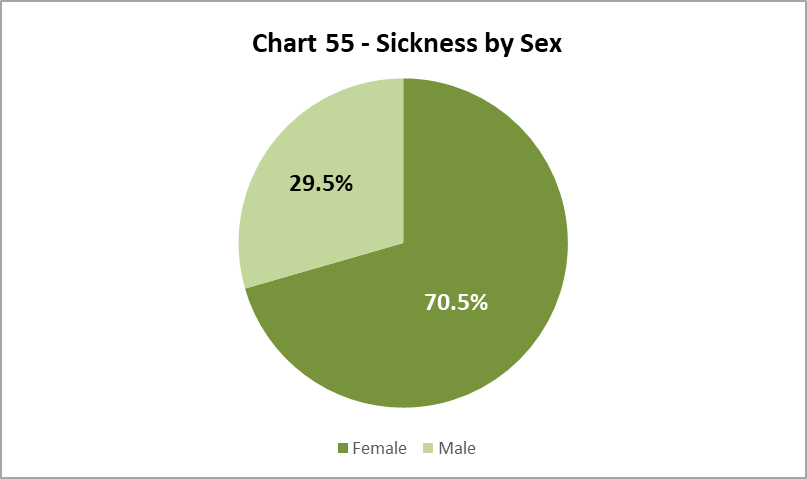 Chart 55 - Sickness by Sex
29.5%
70.5%
Female
Male